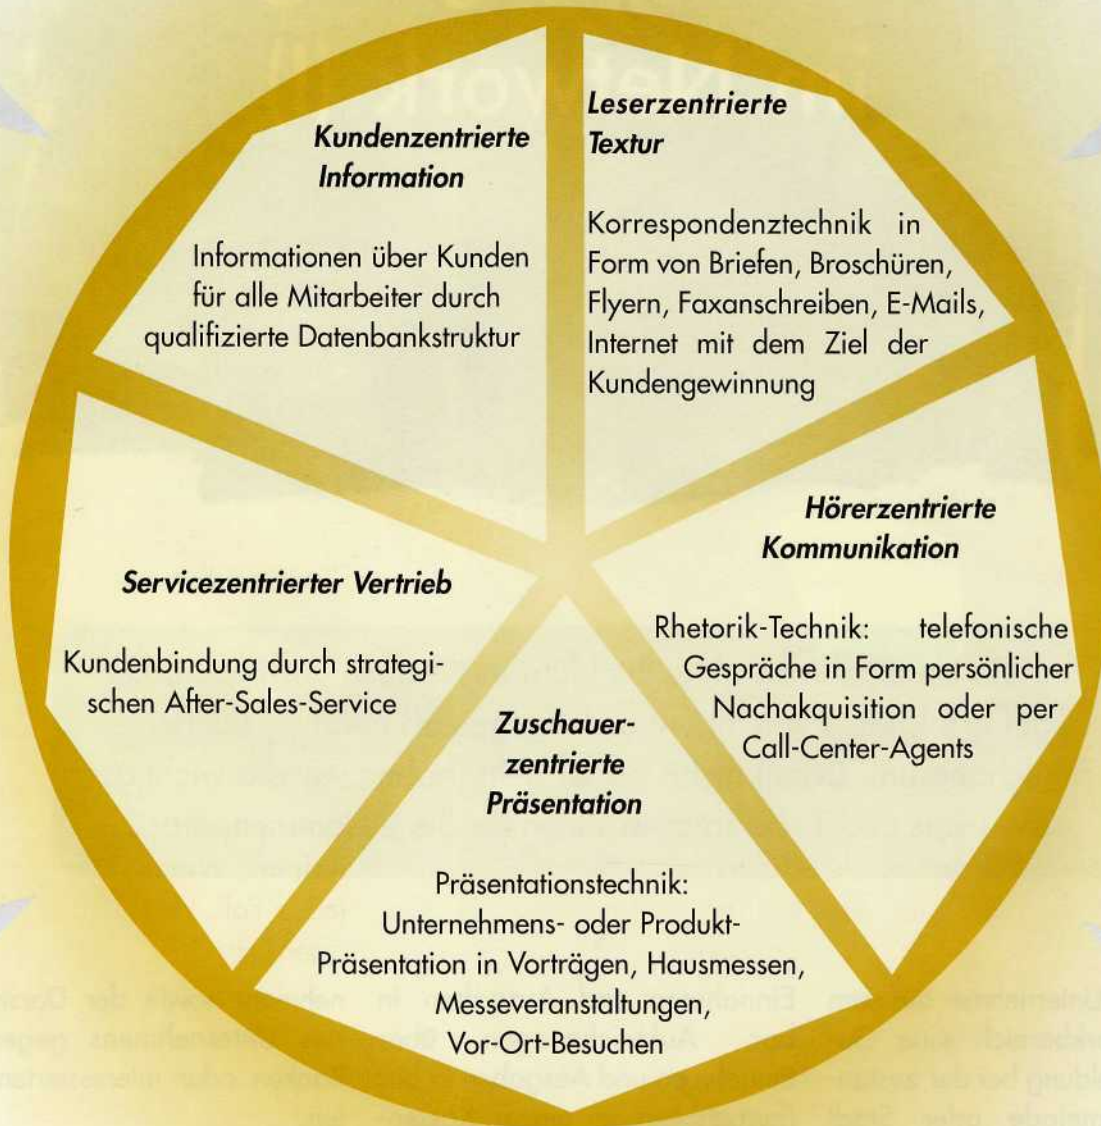 Kundenzentrierte
Information
Informationen über Kunden
für alle Mitarbeiter durch
qualifizierte Datenbankstruktur
Leserzentrierte
Textur
Korrespondenztechnik in
Form von Briefen, Broschüren,
Flyern, Faxanschreiben, E-Mails,
Internet mit dem Ziel der
Kundengewinnung
Hörerzentrierte
Kommunikation
Rhetorik-Technik: telefonische
Gespräche in Form persönlicher
Nachakquisition oder per
Call-Center-Agents
Zuschauer-
zentrierte
Präsentation
Präsentationstechnik:
Unternehmens- oder Produkt-
Präsentation in Vorträgen, Hausmessen,
Messeveranstaltungen,
Vor-Ort-Besuchen
Servicezentrierter Vertrieb
Kundenbindung durch strategi-
schen After-Sales-Service